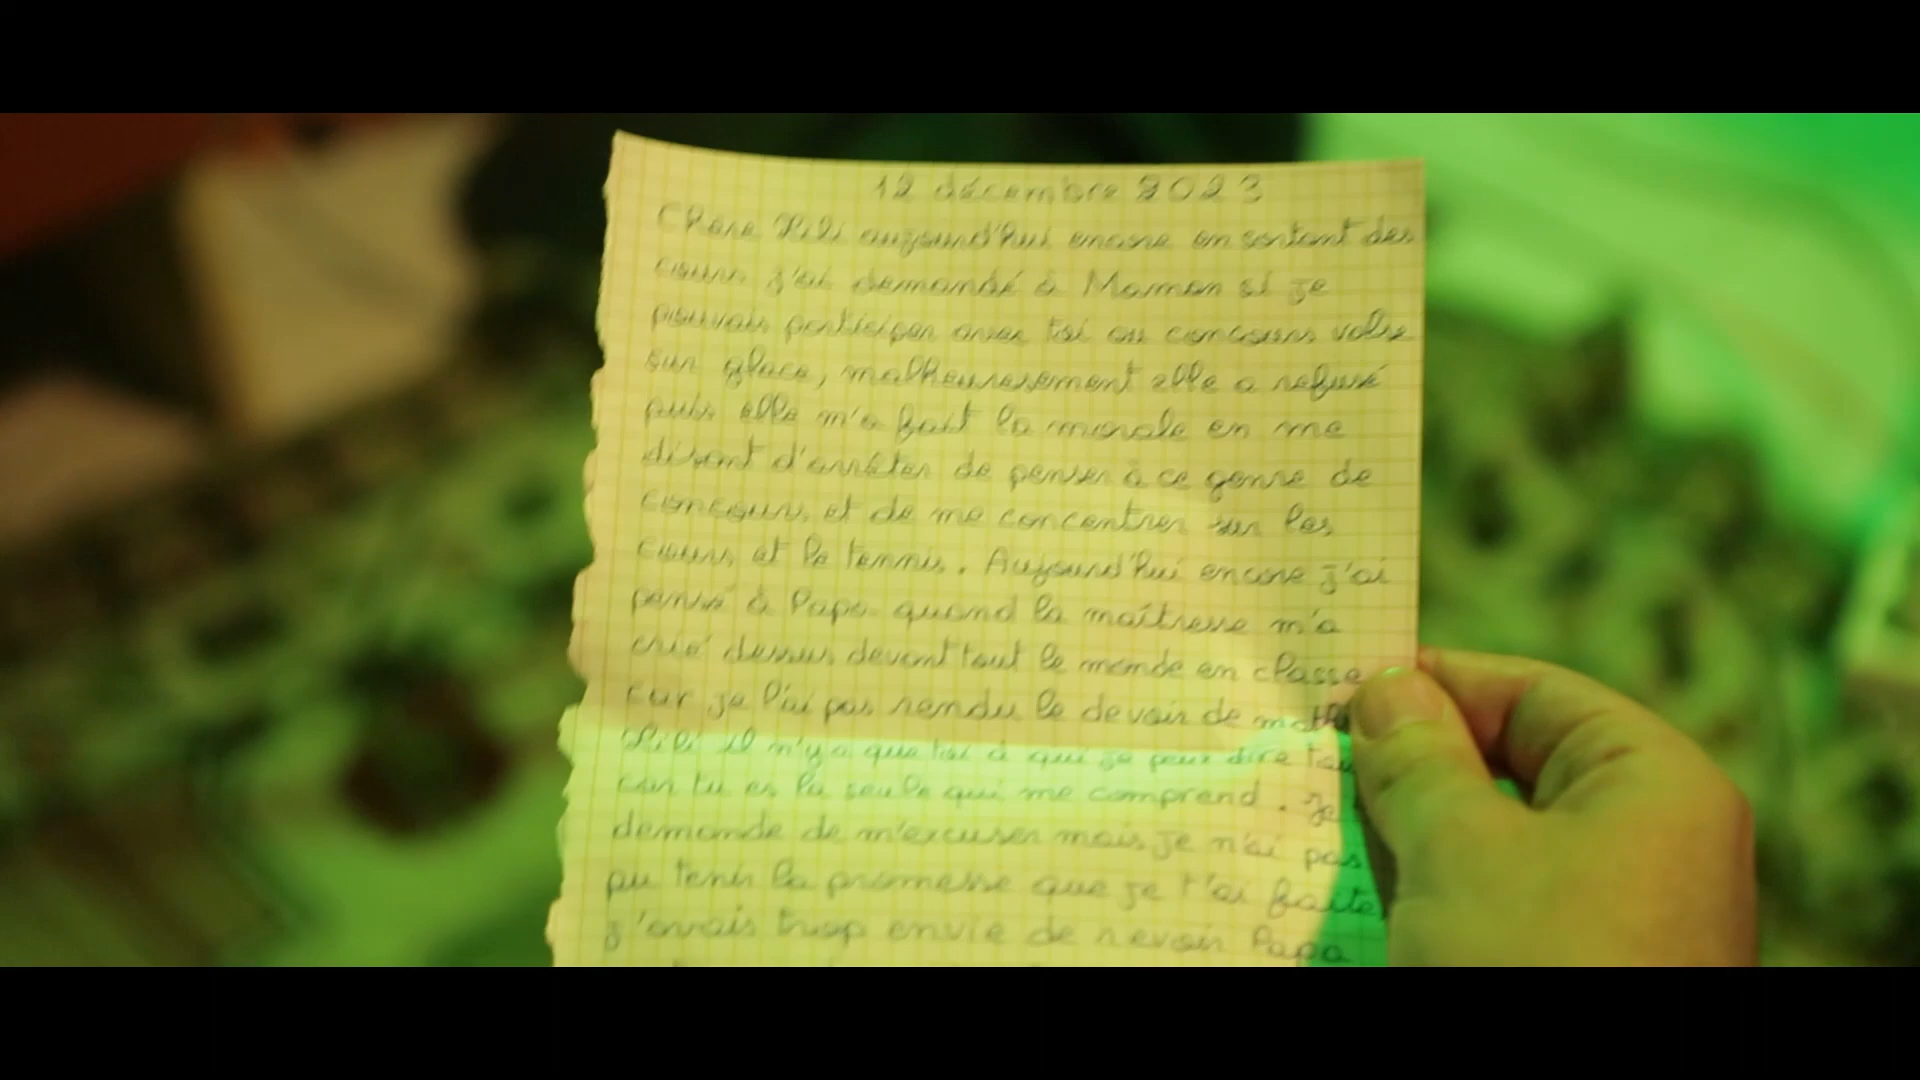 12 décembre 2023
Chère Lili aujourd'hui encore en sortant des
cours j'ai demandé à Maman si je
pouvais participer avec toi au concours volte
sur glace, malheureusement elle a refusé
puis elle m'a fait la morale en me
disant d'arrêter de penser à ce genre de
concours et de me concentrer sur les
cours et le tennis. Aujourd'hui encore j'ai
pensé à Papa quand la maîtresse m'a
crié dessus devant tout le monde en classe
car je l'ai pas rendu le devoir de math
Lili il n'y a que toi à qui je peux dire
car tu es la seule qui me comprend. Je
demande de m'excuser mais je n'ai pas
pu tenir la promesse que je t'ai faite,
j'avais trop envie de revoir Papa